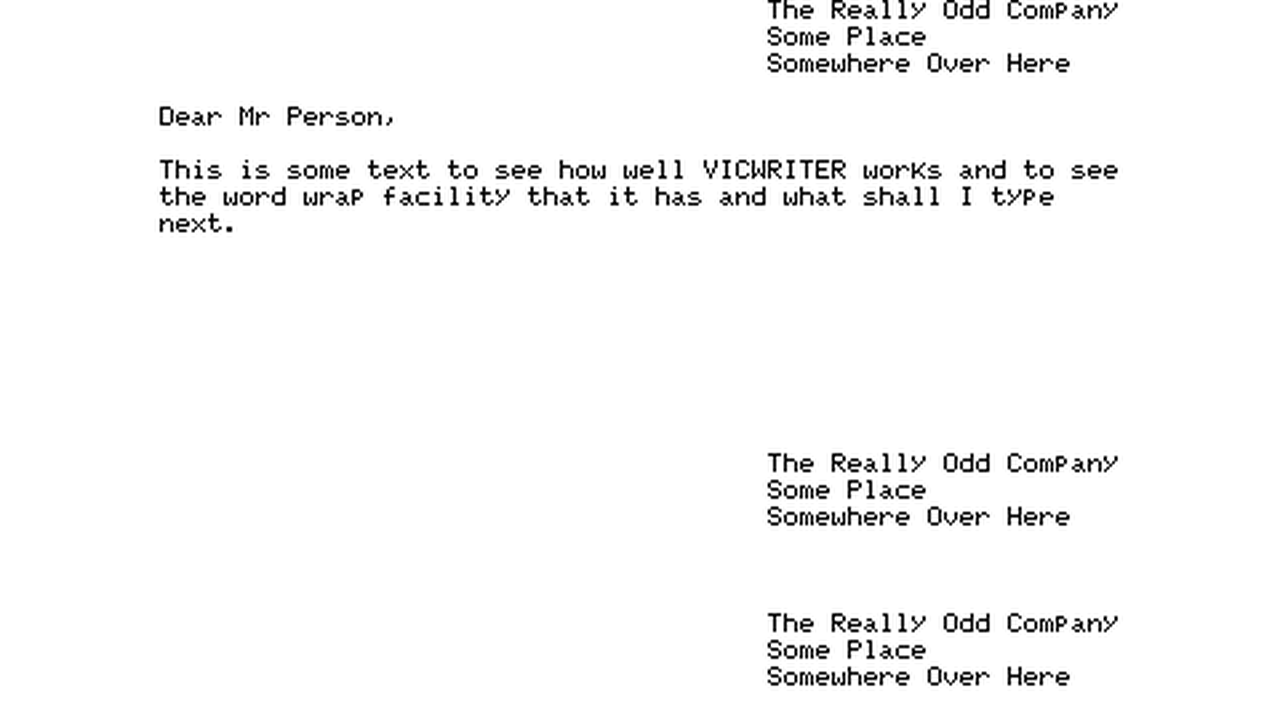 The Really Odd Company
Some Place
Somewhere Over Here
Dear Mr Person,
This is some text to see how well VICWRITER works and to see
the word wrap facility that it has and what shall I type
next.
The Really Odd Company
Some Place
Somewhere Over Here
The Really Odd Company
Some Place
Somewhere Over Here